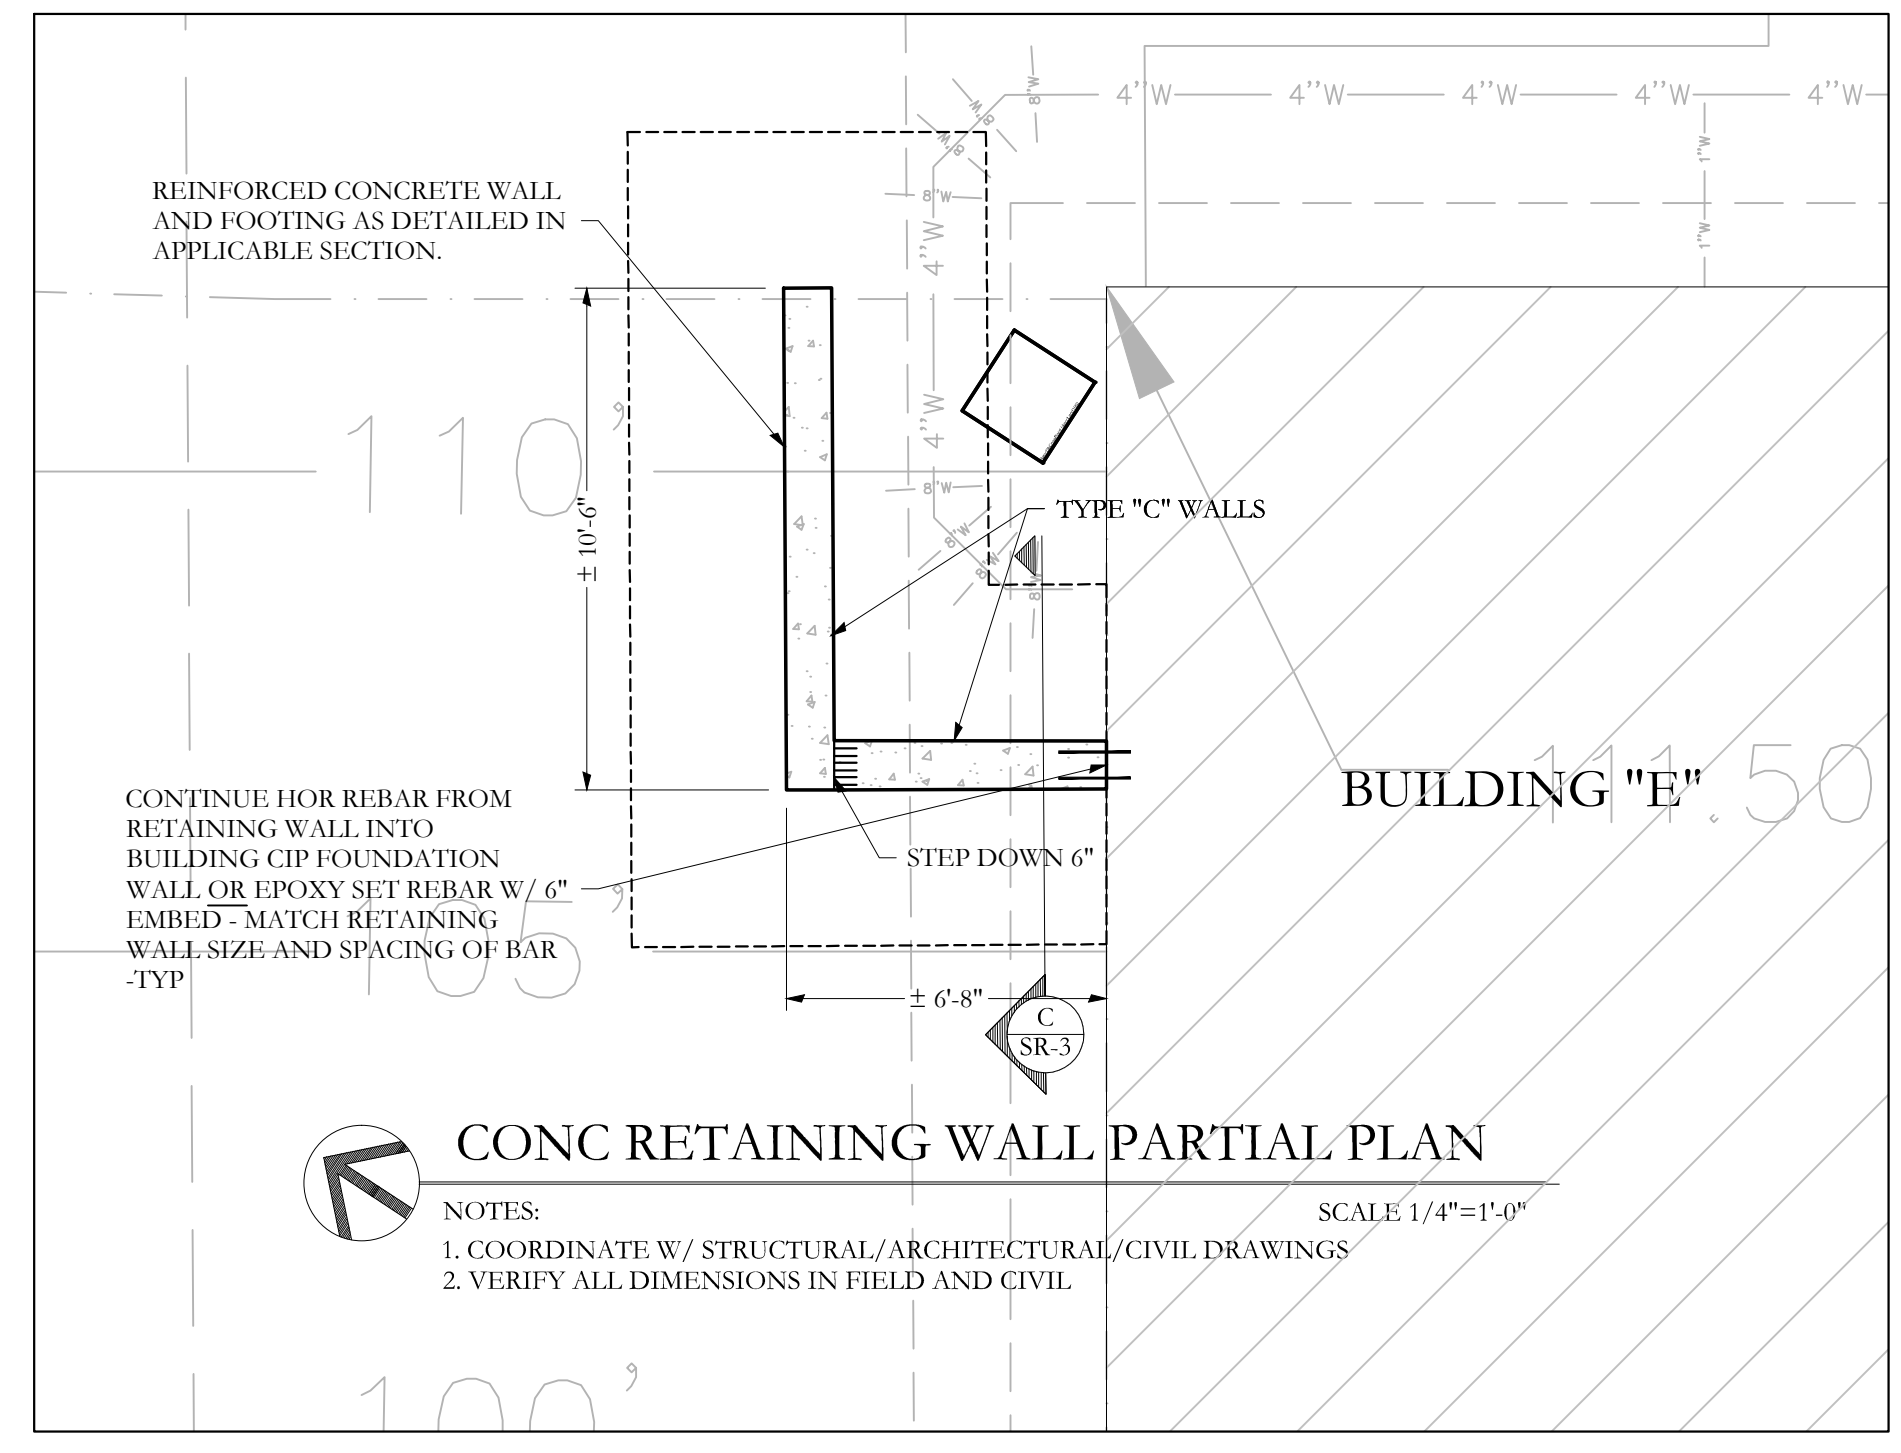 4''W 4''W 4''W 4''W 4''W
8"W
8"W
8"W
1"W
REINFORCED CONCRETE WALL
AND FOOTING AS DETAILED IN
APPLICABLE SECTION.
8"W
4''W
1"W
110'
4''W
8"W
± 10'-6"
TYPE "C" WALLS
8"W
8"W
8"W
BUILDING "E"
111.50
CONTINUE HOR REBAR FROM
RETAINING WALL INTO
BUILDING CIP FOUNDATION
WALL OR EPOXY SET REBAR W/ 6"
EMBED - MATCH RETAINING
WALL SIZE AND SPACING OF BAR
-TYP
STEP DOWN 6"
105'
± 6'-8"
C
SR-3
CONC RETAINING WALL PARTIAL PLAN
NOTES:
SCALE 1/4"=1'-0"
1. COORDINATE W/ STRUCTURAL/ARCHITECTURAL/CIVIL DRAWINGS
2. VERIFY ALL DIMENSIONS IN FIELD AND CIVIL
100'